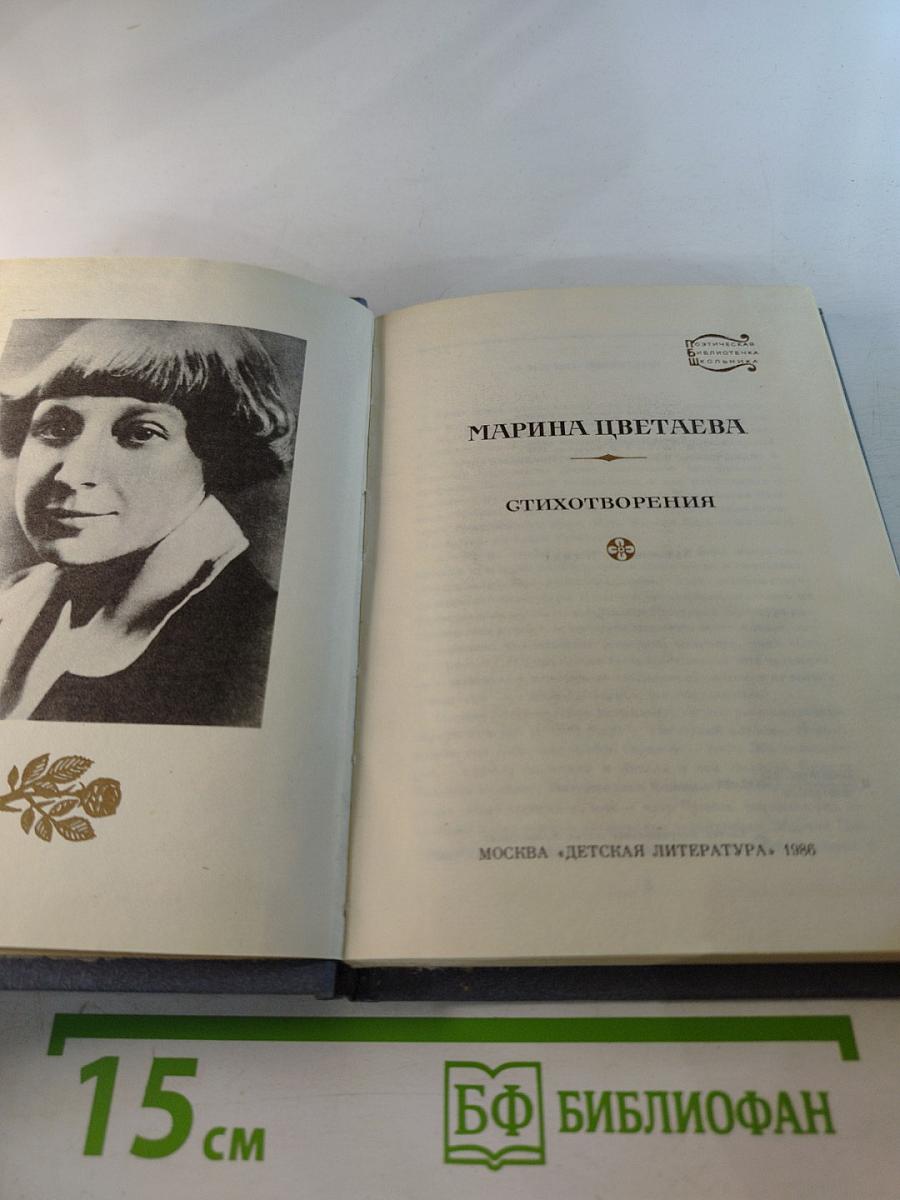 Поэтическая
Библиотечка
Школьника
МАРИНА ЦВЕТАЕВА
СТИХОТВОРЕНИЯ
МОСКВА «ДЕТСКАЯ ЛИТЕРАТУРА» 1986
15 см
БФ БИБЛИОФАН